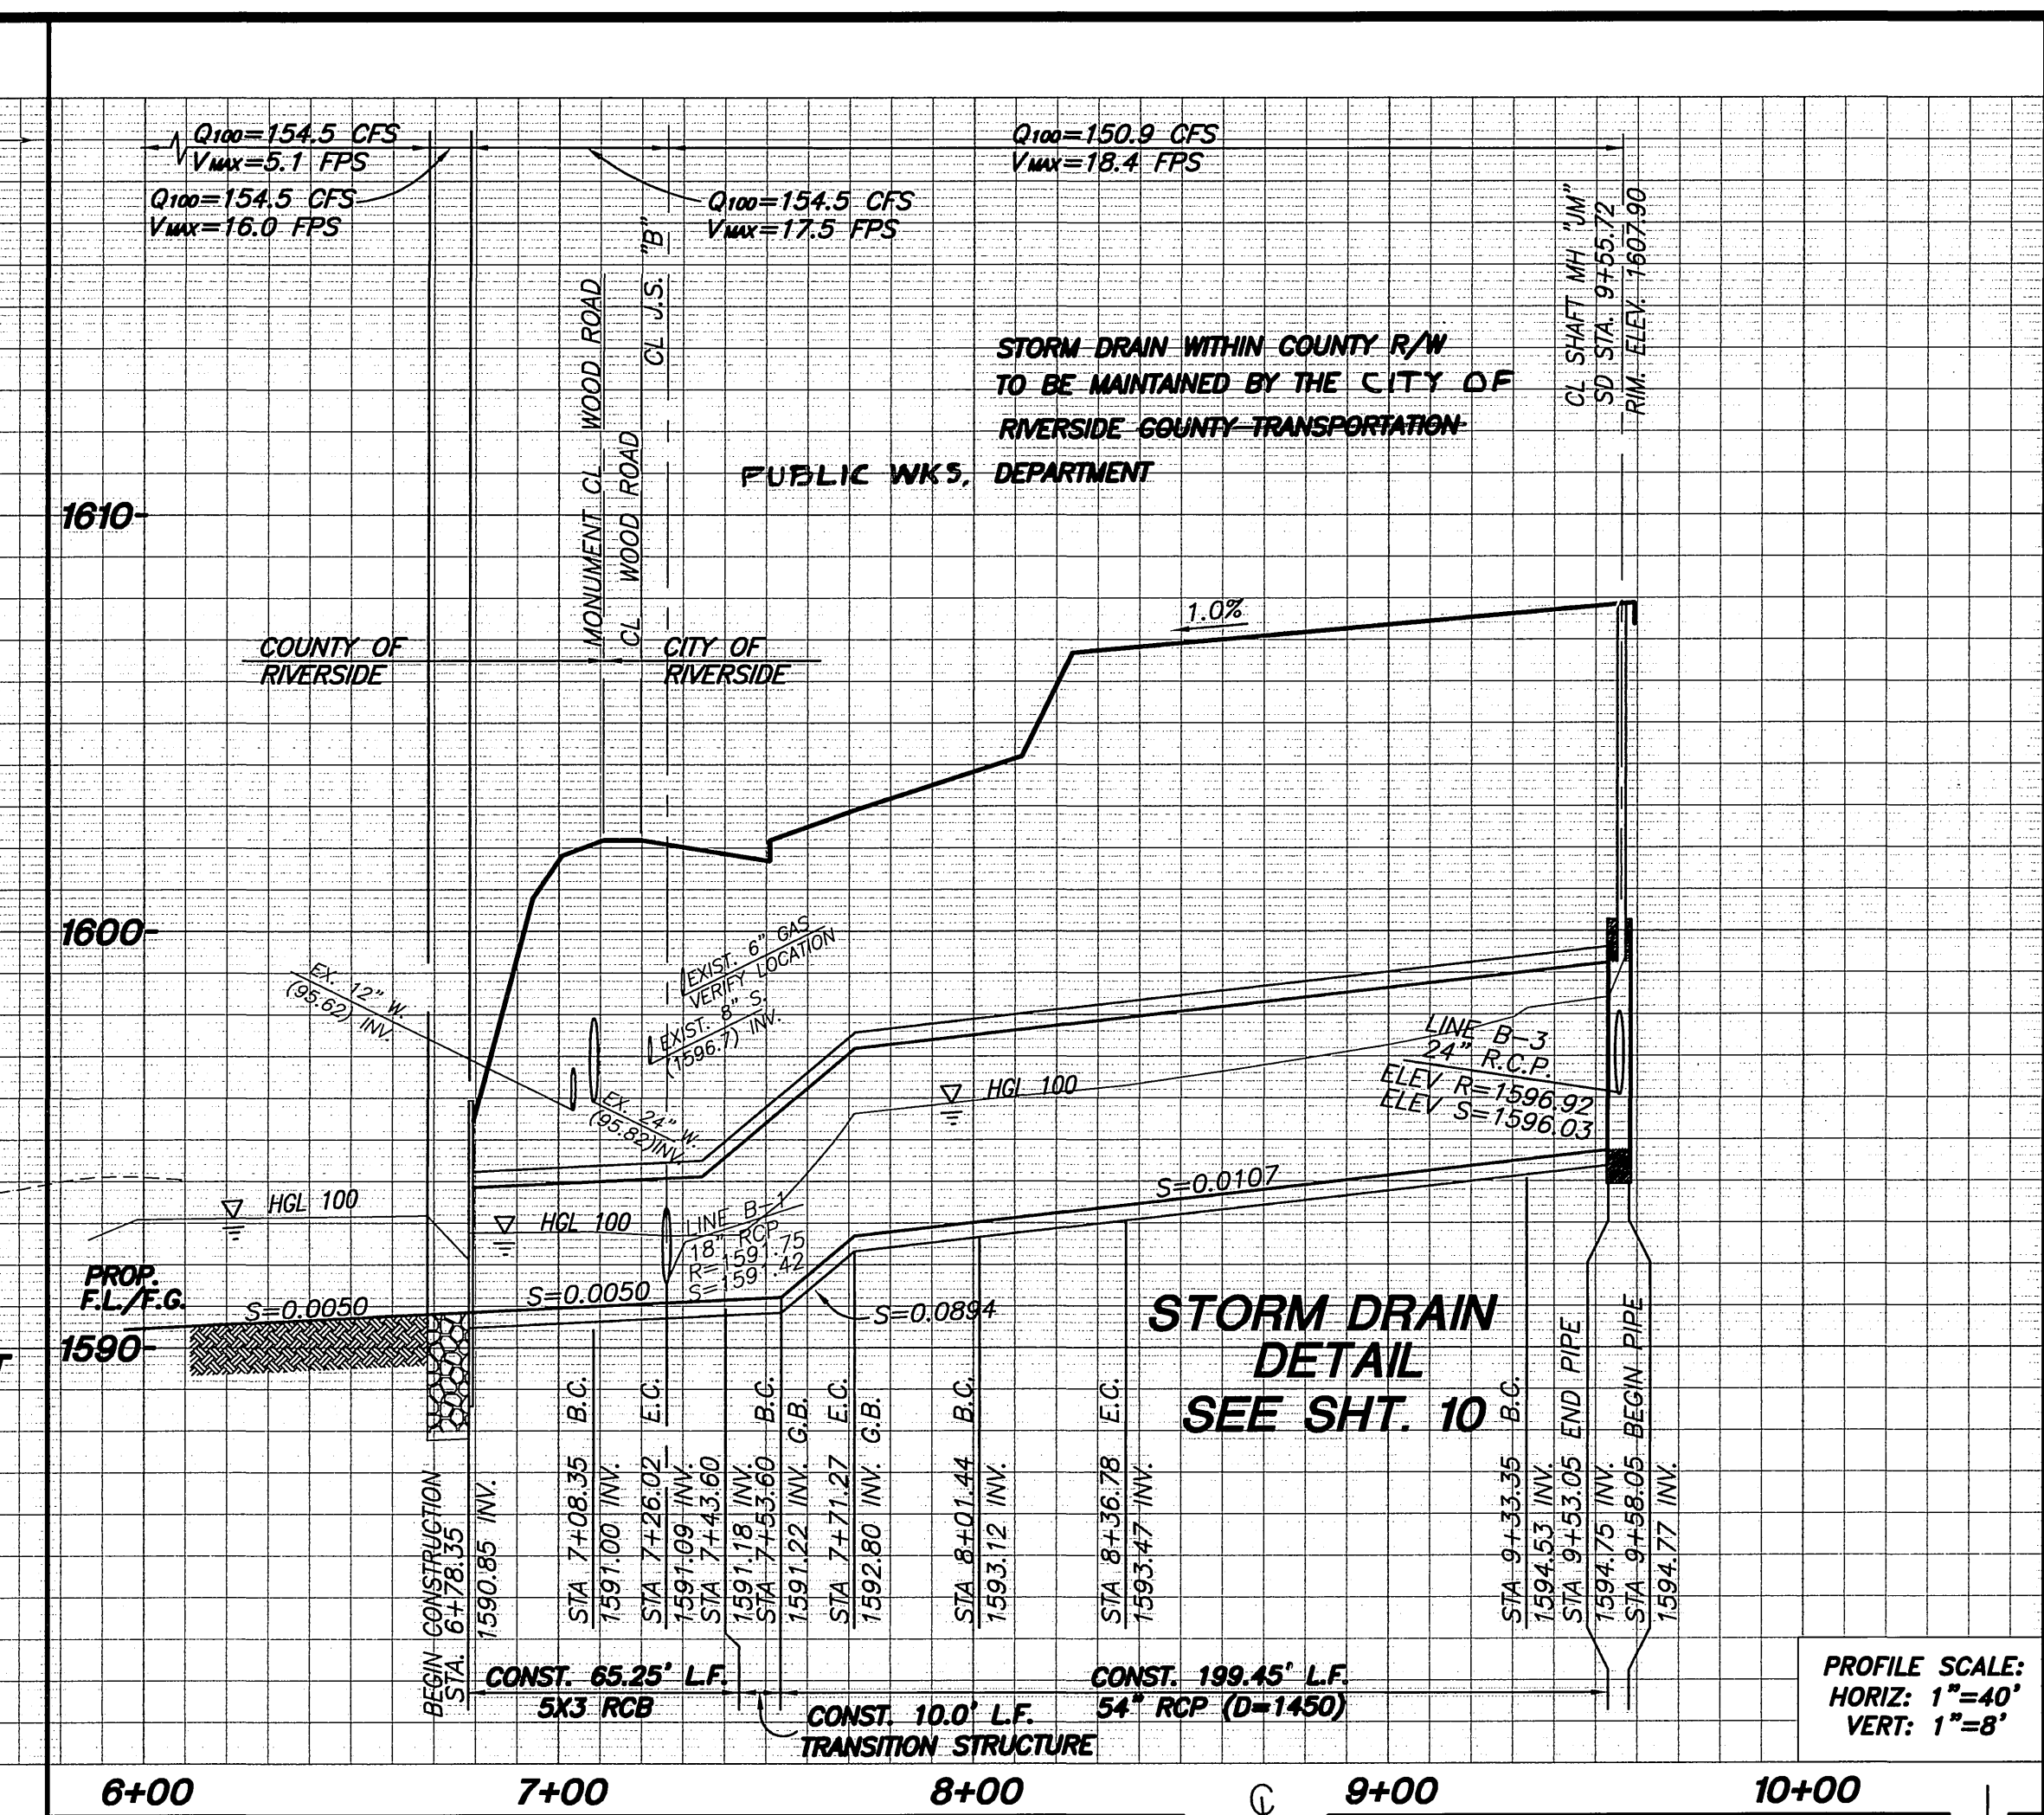 Q100=154.5 CFS
VMAX=5.1 FPS
Q100=154.5 CFS
VMAX=16.0 FPS
Q100=154.5 CFS
VMAX=17.5 FPS
Q100=150.9 CFS
VMAX=18.4 FPS
MONUMENT CL WOOD ROAD
CL WOOD ROAD
CL J.S. "B"
CL SHAFT MH "JM"
SD STA. 9+55.72
RIM. ELEV. 1607.90
STORM DRAIN WITHIN COUNTY R/W
TO BE MAINTAINED BY THE CITY OF
RIVERSIDE COUNTY TRANSPORTATION
PUBLIC WKS, DEPARTMENT
1610-
COUNTY OF
RIVERSIDE
CITY OF
RIVERSIDE
1.0%
1600-
EX. 12" W.
(95.62) INV.
EXIST. 6" GAS
VERIFY LOCATION
EXIST. 8" S.
(1596.7) INV.
EX. 24" W.
(95.82)INV.
HGL 100
LINE B-3
24" R.C.P.
ELEV R=1596.92
ELEV S=1596.03
HGL 100
HGL 100
LINE B-1
18" RCP
R=1591.75
S=1591.42
S=0.0107
PROP.
F.L./F.G.
S=0.0050
S=0.0050
S=0.0894
1590-
STORM DRAIN
DETAIL
SEE SHT. 10
BEGIN CONSTRUCTION
STA. 6+78.35
1590.85 INV.
STA 7+08.35 B.C.
1591.00 INV.
STA 7+26.02 E.C.
1591.09 INV.
STA 7+43.60
1591.18 INV.
STA 7+53.60 B.C.
1591.22 INV. G.B.
STA 7+71.27 E.C.
1592.80 INV. G.B.
STA 8+01.44 B.C.
1593.12 INV.
STA 8+36.78 E.C.
1593.47 INV.
STA 9+33.35 B.C.
1594.53 INV.
STA 9+53.05 END PIPE
1594.75 INV.
STA 9+58.05 BEGIN PIPE
1594.77 INV.
CONST. 65.25' L.F.
5X3 RCB
CONST. 10.0' L.F.
TRANSITION STRUCTURE
CONST. 199.45' L.F.
54" RCP (D=1450)
PROFILE SCALE:
HORIZ: 1"=40'
VERT: 1"=8'
6+00 7+00 8+00 9+00 10+00